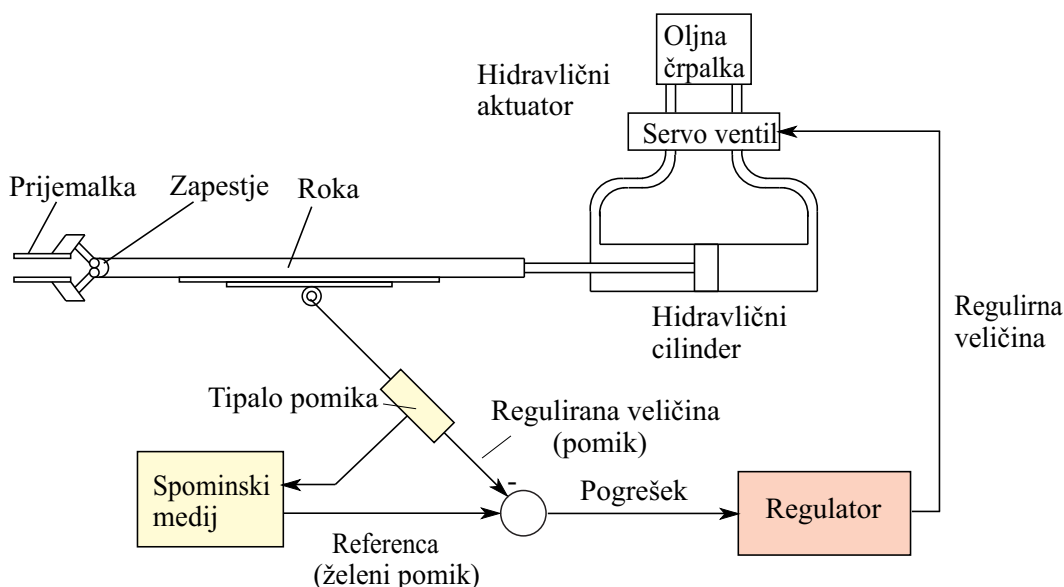 Oljna
črpalka
Hidravlični
aktuator
Servo ventil
Prijemalka
Zapestje
Roka
Hidravlični
cilinder
Regulirna
veličina
Tipalo pomika
Regulirana veličina
(pomik)
-
Spominski
medij
Pogrešek
Regulator
Referenca
(želeni pomik)